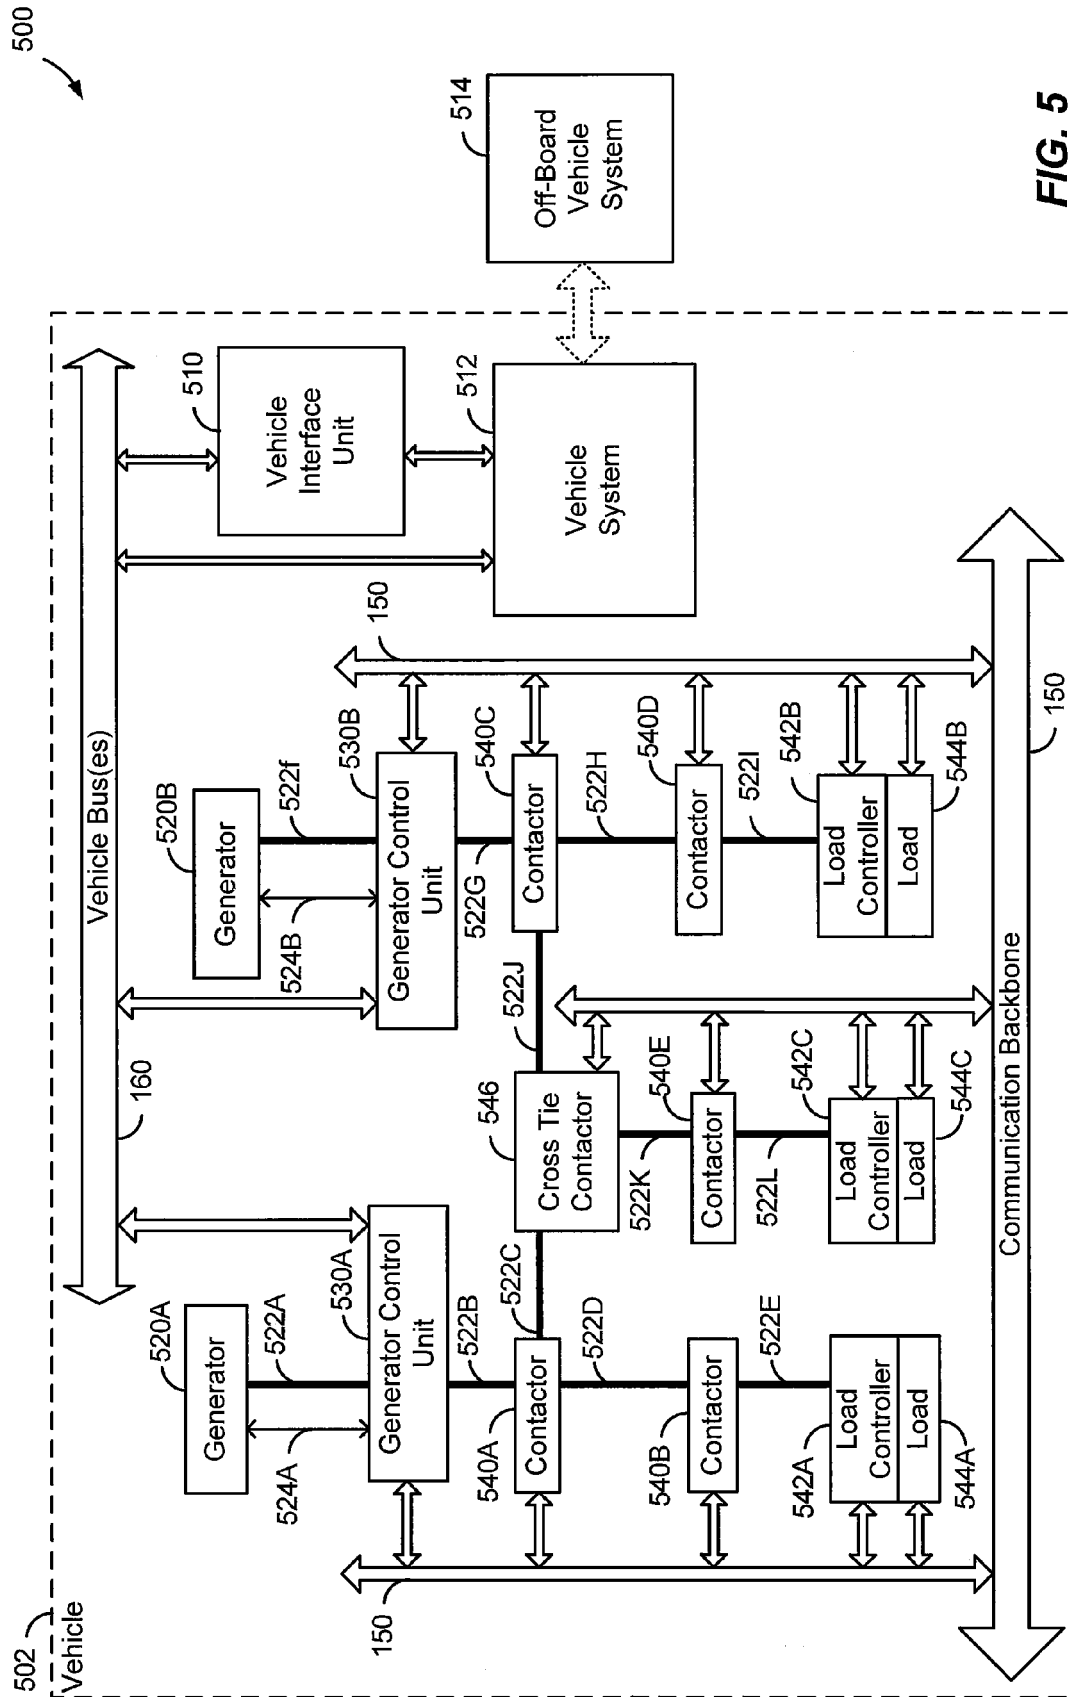 500
502
Vehicle
Vehicle Bus(es)
160
520A
Generator
522A
524A
530A
Generator Control
Unit
522B
540A
Contactor
522C
522D
540B
Contactor
522E
542A
Load
Controller
Load
544A
150
546
Cross Tie
Contactor
522J
522K
540E
Contactor
522L
542C
Load
Controller
Load
544C
520B
Generator
522f
524B
530B
Generator Control
Unit
522G
540C
Contactor
522H
540D
Contactor
522I
542B
Load
Controller
Load
544B
150
510
Vehicle
Interface
Unit
512
Vehicle
System
514
Off-Board
Vehicle
System
Communication Backbone
150
FIG. 5